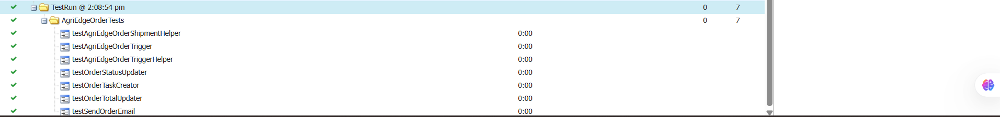 TestRun @ 2:08:54 pm 0 7
AgriEdgeOrderTests 0 7
testAgriEdgeOrderShipmentHelper 0:00
testAgriEdgeOrderTrigger 0:00
testAgriEdgeOrderTriggerHelper 0:00
testOrderStatusUpdater 0:00
testOrderTaskCreator 0:00
testOrderTotalUpdater 0:00
testSendOrderEmail 0:00